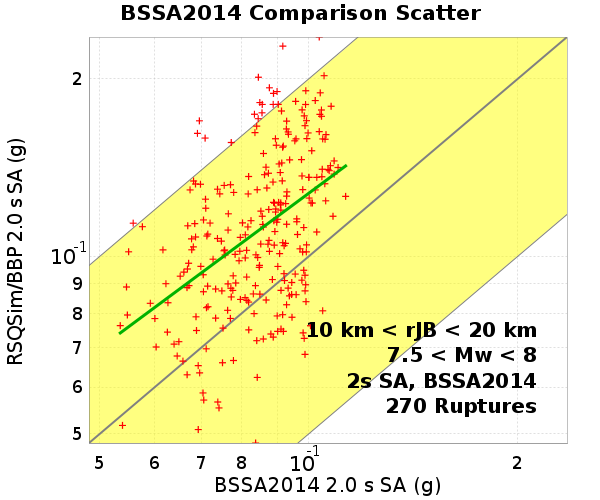 BSSA2014 Comparison Scatter
RSQSim/BBP 2.0 s SA (g)
2
10⁻¹
9
8
7
6
5
10 km < rJB < 20 km
7.5 < Mw < 8
2s SA, BSSA2014
270 Ruptures
5 6 7 8 10⁻¹ 2
BSSA2014 2.0 s SA (g)